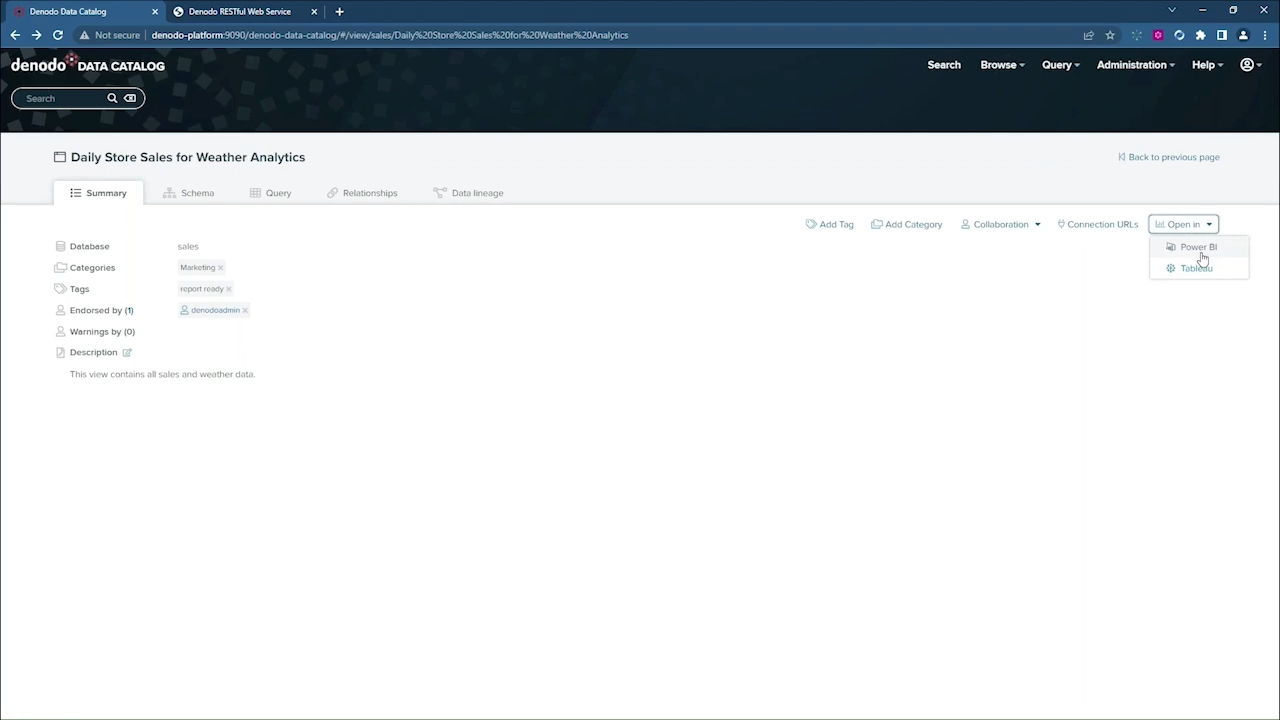 Denodo Data Catalog
Denodo RESTful Web Service
Not secure
denodo-platform:9090/denodo-data-catalog/#/view/sales/Daily%20Store%20Sales%20for%20Weather%20Analytics
denodo DATA CATALOG
Search Browse Query Administration Help
Search
Daily Store Sales for Weather Analytics
Back to previous page
Summary Schema Query Relationships Data lineage
Add Tag Add Category Collaboration Connection URLs Open in
Power BI
Tableau
Database sales
Categories Marketing
Tags report ready
Endorsed by (1) denodoadmin
Warnings by (0)
Description
This view contains all sales and weather data.